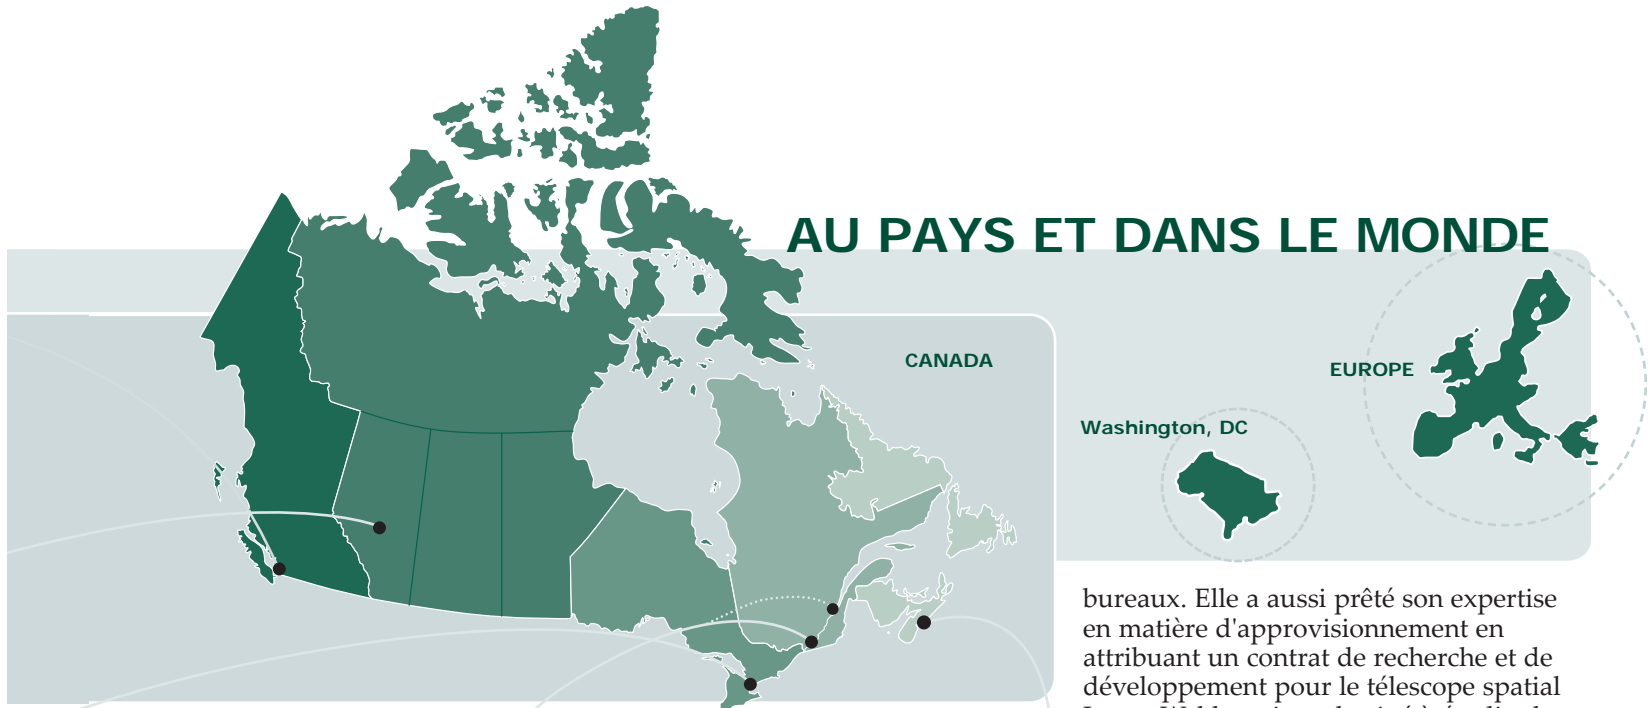 AU PAYS ET DANS LE MONDE
CANADA
EUROPE
Washington, DC
bureaux. Elle a aussi prêté son expertise
en matière d'approvisionnement en
attribuant un contrat de recherche et de
développement pour le télescope spatial